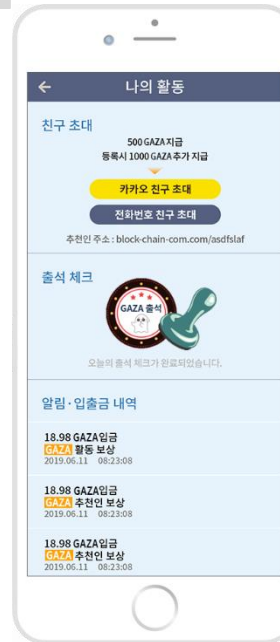 나의 활동
친구 초대
500 GAZA지급
등록시 1000 GAZA 추가 지급
카카오 친구 초대
전화번호 친구 초대
추천인 주소 : block-chain-com.com/asdfslaf
출석 체크
GAZA 출석
오늘의 출석 체크가 완료되었습니다.
알림·입출금 내역
18.98 GAZA입금
GAZA 활동 보상
2019.06.11 08:23:08
18.98 GAZA입금
GAZA 추천인 보상
2019.06.11 08:23:08
18.98 GAZA입금
GAZA 추천인 보상
2019.06.11 08:23:08